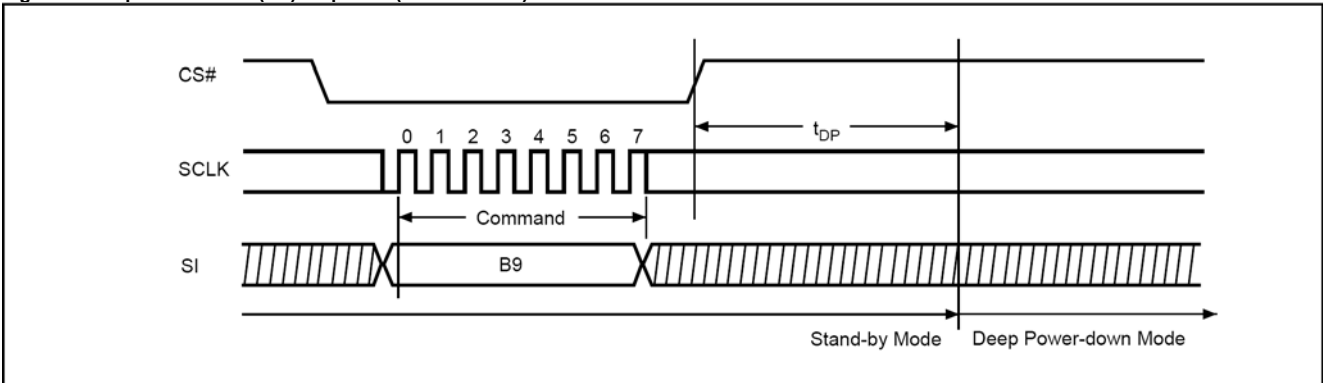 CS#
tDP
0 1 2 3 4 5 6 7
SCLK
Command
SI
B9
Stand-by Mode Deep Power-down Mode